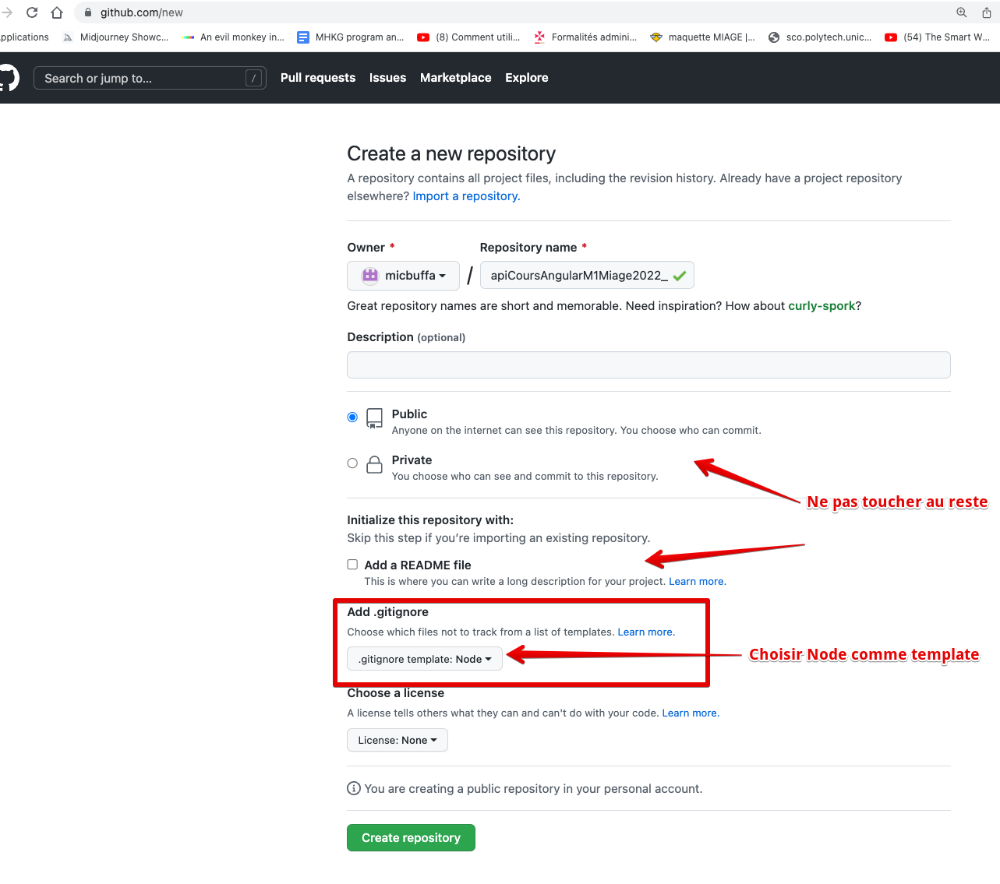 github.com/new
pplications
Midjourney Showc...
An evil monkey in...
MHKG program an...
(8) Comment utili...
Formalités admini...
maquette MIAGE |...
sco.polytech.unic...
(54) The Smart W...
Search or jump to...
/
Pull requests
Issues
Marketplace
Explore
Create a new repository
A repository contains all project files, including the revision history. Already have a project repository
elsewhere? Import a repository.
Owner *
Repository name *
micbuffa
/
apiCoursAngularM1Miage2022_
Great repository names are short and memorable. Need inspiration? How about curly-spork?
Description (optional)
Public
Anyone on the internet can see this repository. You choose who can commit.
Private
You choose who can see and commit to this repository.
Ne pas toucher au reste
Initialize this repository with:
Skip this step if you’re importing an existing repository.
Add a README file
This is where you can write a long description for your project. Learn more.
Add .gitignore
Choose which files not to track from a list of templates. Learn more.
.gitignore template: Node
Choisir Node comme template
Choose a license
A license tells others what they can and can't do with your code. Learn more.
License: None
You are creating a public repository in your personal account.
Create repository